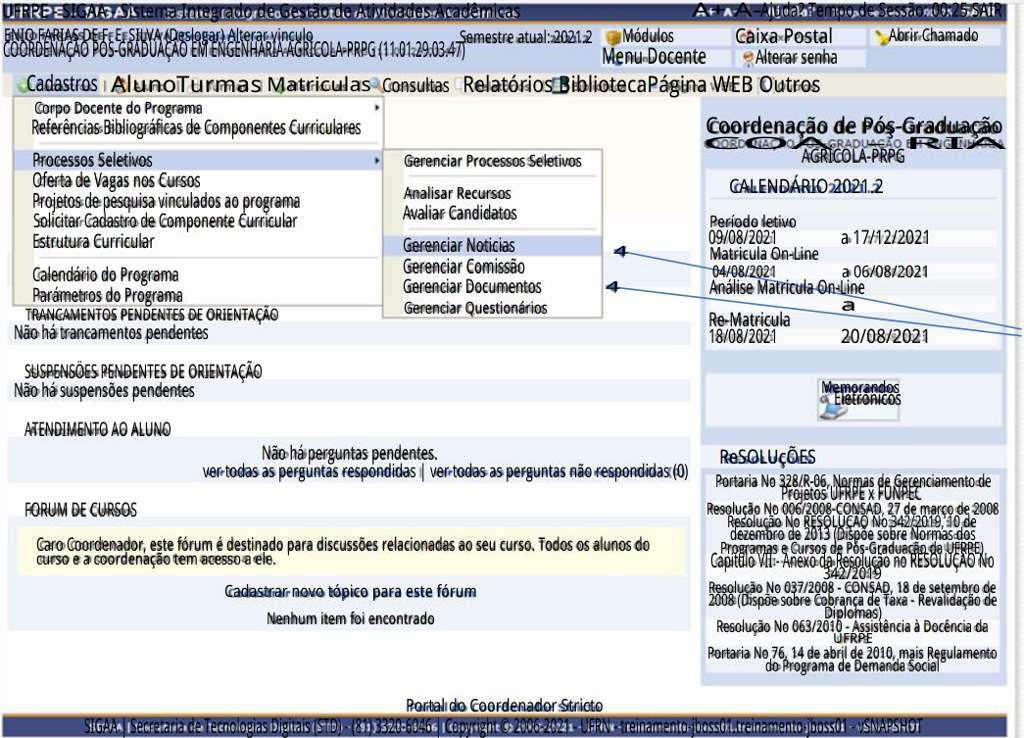 UFRPE - SIGAA - Sistema Integrado de Gestão de Atividades Acadêmicas
A+ A- Ajuda? Tempo de Sessão: 00:25 SAIR
ENIO FARIAS DE F. E. SILVA (Deslogar) Alterar vinculo
Semestre atual: 2021.2
Módulos
Caixa Postal
Abrir Chamado
COORDENAÇÃO PÓS-GRADUAÇÃO EM ENGENHARIA AGRICOLA-PRPG (11.01.29.03.47)
Menu Docente
Alterar senha
Cadastros Aluno Turmas Matriculas Consultas Relatórios Biblioteca Página WEB Outros
Corpo Docente do Programa
Referências Bibliográficas de Componentes Curriculares
Processos Seletivos
Oferta de Vagas nos Cursos
Projetos de pesquisa vinculados ao programa
Solicitar Cadastro de Componente Curricular
Estrutura Curricular
Calendário do Programa
Parámetros do Programa
Gerenciar Processos Seletivos
Analisar Recursos
Avaliar Candidatos
Gerenciar Noticias
Gerenciar Comissão
Gerenciar Documentos
Gerenciar Questionários
TRANCAMENTOS PENDENTES DE ORIENTAÇÃO
Não há trancamentos pendentes
SUSPENSÕES PENDENTES DE ORIENTAÇÃO
Não há suspensões pendentes
ATENDIMENTO AO ALUNO
Não há perguntas pendentes.
ver todas as perguntas respondidas | ver todas as perguntas não respondidas (0)
FORUM DE CURSOS
Caro Coordenador, este fórum é destinado para discussões relacionadas ao seu curso. Todos os alunos do
curso e a coordenação tem acesso a ele.
Cadastrar novo tópico para este fórum
Nenhum item foi encontrado
Coordenação de Pós-Graduação
AGRÍCOLA-PRPG
CALENDÁRIO 2021.2
Período letivo
09/08/2021 a 17/12/2021
Matricula On-Line
04/08/2021 a 06/08/2021
Análise Matricula On-Line
a
Re-Matricula
18/08/2021 20/08/2021
Memorandos
Eletrônicos
ReSOLUçÕES
Portaria No 328/R-06, Normas de Gerenciamento de
Projetos UFRPE x FUNPEC
Resolução No 006/2008-CONSAD, 27 de março de 2008
Resolução No RESOLUÇÃO No 342/2019, 10 de
dezembro de 2013 (Dispõe sobre Normas dos
Programas e Cursos de Pós-Graduação da UFRPE)
Capitulo VII - Anexo da Resolução no RESOLUÇÃO No
342/2019
Resolução No 037/2008 - CONSAD, 18 de setembro de
2008 (Dispõe sobre Cobrança de Taxa - Revalidação de
Diplomas)
Resolução No 063/2010 - Assistência à Docência da
UFRPE
Portaria No 76, 14 de abril de 2010, mais Regulamento
do Programa de Demanda Social
Portal do Coordenador Stricto
SIGAA | Secretaria de Tecnologias Digitais (STD) - (81) 3320-6046 | Copyright © 2006-2021 - UFRN - treinamento-jboss01.treinamento-jboss01 - vSNAPSHOT